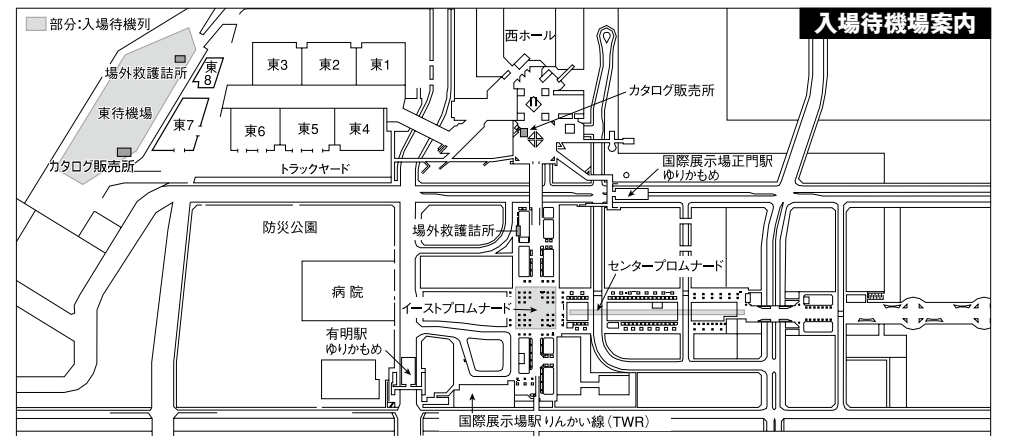 入場待機場案内
部分:入場待機列
西ホール
場外救護詰所
東8
東3
東2
東1
カタログ販売所
東待機場
東7
東6
東5
東4
カタログ販売所
トラックヤード
国際展示場正門駅
ゆりかもめ
防災公園
場外救護詰所
センタープロムナード
病院
イーストプロムナード
有明駅
ゆりかもめ
国際展示場駅りんかい線(TWR)